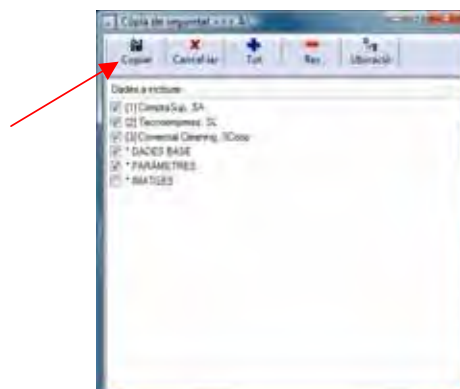 Còpia de seguretat >>> A:
Copiar Cancel·lar Tot Res Ubicació
Dades a incloure
[1] ComptaSup, SA
[2] Tecnoempresa, SL
[3] Comercial Cleaning, SCoop
* DADES BASE
* PARÀMETRES
* IMATGES